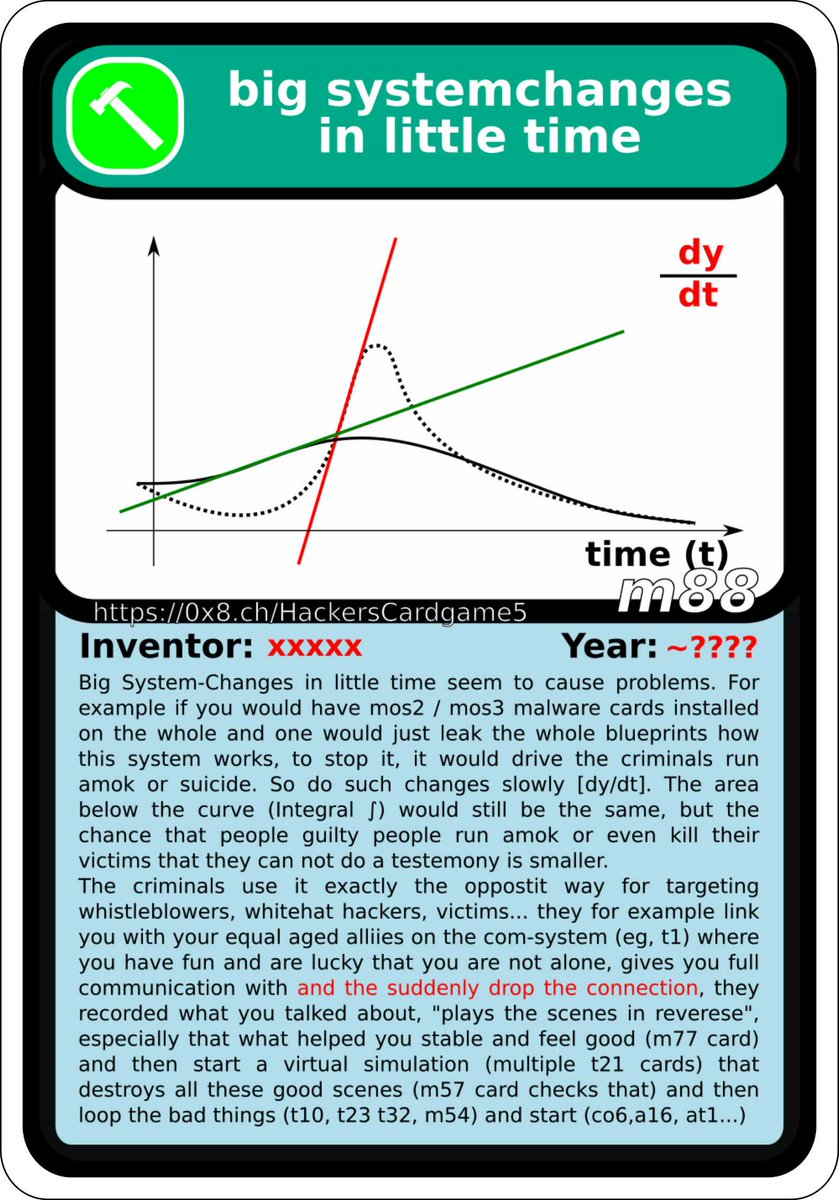 big systemchanges
in little time
dy
dt
time (t)
m88
https://0x8.ch/HackersCardgame5
Inventor: xxxxx Year: ~????
Big System-Changes in little time seem to cause problems. For
example if you would have mos2 / mos3 malware cards installed
on the whole and one would just leak the whole blueprints how
this system works, to stop it, it would drive the criminals run
amok or suicide. So do such changes slowly [dy/dt]. The area
below the curve (Integral ∫) would still be the same, but the
chance that people guilty people run amok or even kill their
victims that they can not do a testemony is smaller.
The criminals use it exactly the oppostit way for targeting
whistleblowers, whitehat hackers, victims... they for example link
you with your equal aged alliies on the com-system (eg, t1) where
you have fun and are lucky that you are not alone, gives you full
communication with and the suddenly drop the connection, they
recorded what you talked about, "plays the scenes in reverese",
especially that what helped you stable and feel good (m77 card)
and then start a virtual simulation (multiple t21 cards) that
destroys all these good scenes (m57 card checks that) and then
loop the bad things (t10, t23 t32, m54) and start (co6,a16, at1...)